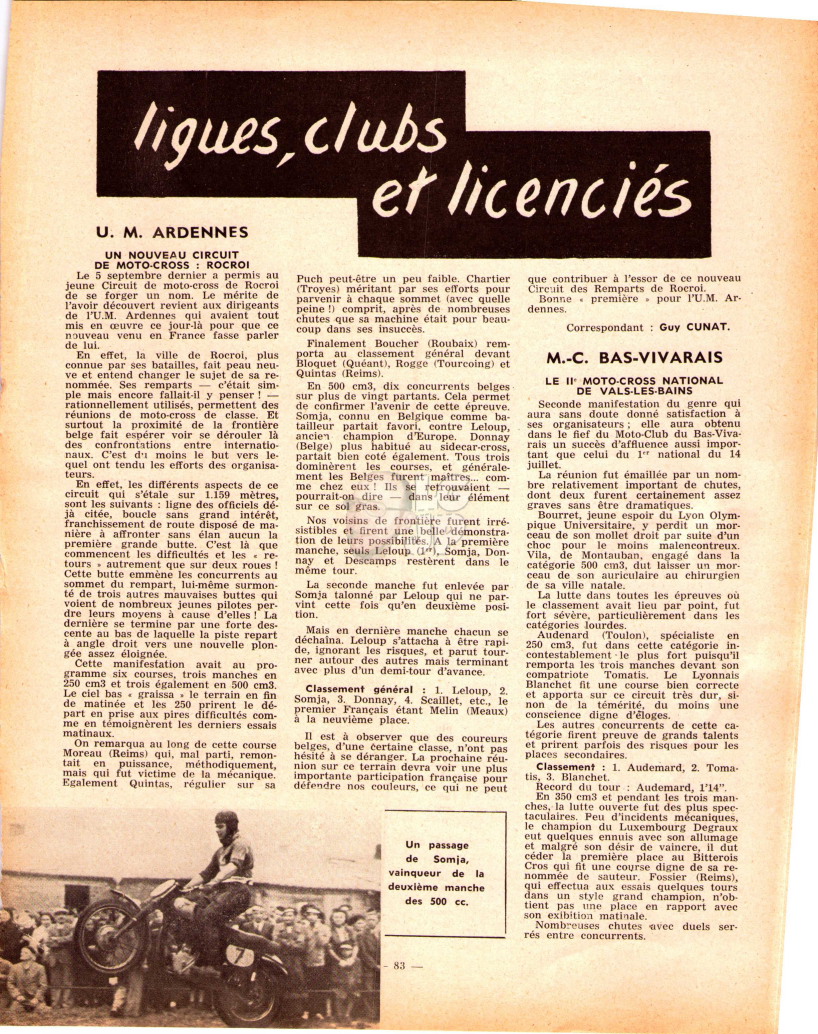 ligues, clubs
et licenciés
U. M. ARDENNES
UN NOUVEAU CIRCUIT
DE MOTO-CROSS : ROCROI
Le 5 septembre dernier a permis au
jeune Circuit de moto-cross de Rocroi
de se forger un nom. Le mérite de
l'avoir découvert revient aux dirigeants
de l'U.M. Ardennes qui avaient tout
mis en œuvre ce jour-là pour que ce
nouveau venu en France fasse parler
de lui.
En effet, la ville de Rocroi, plus
connue par ses batailles, fait peau neu-
ve et entend changer le sujet de sa re-
nommée. Ses remparts — c'était sim-
ple mais encore fallait-il y penser ! —
rationnellement utilisés, permettent des
réunions de moto-cross de classe. Et
surtout la proximité de la frontière
belge fait espérer voir se dérouler là
des confrontations entre internatio-
naux. C'est du moins le but vers le-
quel ont tendu les efforts des organisa-
teurs.
En effet, les différents aspects de ce
circuit qui s'étale sur 1.159 mètres,
sont les suivants : ligne des officiels dé-
jà citée, boucle sans grand intérêt,
franchissement de route disposé de ma-
nière à affronter sans élan aucun la
première grande butte. C'est là que
commencent les difficultés et les « re-
tours » autrement que sur deux roues !
Cette butte emmène les concurrents au
sommet du rempart, lui-même surmon-
té de trois autres mauvaises buttes qui
voient de nombreux jeunes pilotes per-
dre leurs moyens à cause d'elles ! La
dernière se termine par une forte des-
cente au bas de laquelle la piste repart
à angle droit vers une nouvelle plon-
gée assez éloignée.
Cette manifestation avait au pro-
gramme six courses, trois manches en
250 cm3 et trois également en 500 cm3.
Le ciel bas « graissa » le terrain en fin
de matinée et les 250 prirent le dé-
part en prise aux pires difficultés com-
me en témoignèrent les derniers essais
matinaux.
On remarqua au long de cette course
Moreau (Reims) qui, mal parti, remon-
tait en puissance, méthodiquement,
mais qui fut victime de la mécanique.
Egalement Quintas, régulier sur sa
Puch peut-être un peu faible. Chartier
(Troyes) méritant par ses efforts pour
parvenir à chaque sommet (avec quelle
peine !) comprit, après de nombreuses
chutes que sa machine était pour beau-
coup dans ses insuccès.
Finalement Boucher (Roubaix) rem-
porta au classement général devant
Bloquet (Quéant), Rogge (Tourcoing) et
Quintas (Reims).
En 500 cm3, dix concurrents belges
sur plus de vingt partants. Cela permet
de confirmer l'avenir de cette épreuve.
Somja, connu en Belgique comme ba-
tailleur partait favori, contre Leloup,
ancien champion d'Europe. Donnay
(Belge) plus habitué au sidecar-cross,
partait bien coté également. Tous trois
dominèrent les courses, et générale-
ment les Belges furent maîtres... com-
me chez eux ! Ils se retrouvaient —
pourrait-on dire — dans leur élément
sur ce sol gras.
Nos voisins de frontière furent irré-
sistibles et firent une belle démonstra-
tion de leurs possibilités. A la première
manche, seuls Leloup (1er), Somja, Don-
nay et Descamps restèrent dans le
même tour.
La seconde manche fut enlevée par
Somja talonné par Leloup qui ne par-
vint cette fois qu'en deuxième posi-
tion.
Mais en dernière manche chacun se
déchaîna. Leloup s'attacha à être rapi-
de, ignorant les risques, et parut tour-
ner autour des autres mais terminant
avec plus d'un demi-tour d'avance.
Classement général : 1. Leloup, 2.
Somja, 3. Donnay, 4. Scaillet, etc., le
premier Français étant Melin (Meaux)
à la neuvième place.
Il est à observer que des coureurs
belges, d'une certaine classe, n'ont pas
hésité à se déranger. La prochaine réu-
nion sur ce terrain devra voir une plus
importante participation française pour
défendre nos couleurs, ce qui ne peut
que contribuer à l'essor de ce nouveau
Circuit des Remparts de Rocroi.
Bonne « première » pour l'U.M. Ar-
dennes.
Correspondant : Guy CUNAT.
M.-C. BAS-VIVARAIS
LE IIe MOTO-CROSS NATIONAL
DE VALS-LES-BAINS
Seconde manifestation du genre qui
aura sans doute donné satisfaction à
ses organisateurs ; elle aura obtenu
dans le fief du Moto-Club du Bas-Viva-
rais un succès d'affluence aussi impor-
tant que celui du 1er national du 14
juillet.
La réunion fut émaillée par un nom-
bre relativement important de chutes,
dont deux furent certainement assez
graves sans être dramatiques.
Bourret, jeune espoir du Lyon Olym-
pique Universitaire, y perdit un mor-
ceau de son mollet droit par suite d'un
choc pour le moins malencontreux.
Vila, de Montauban, engagé dans la
catégorie 500 cm3, dut laisser un mor-
ceau de son auriculaire au chirurgien
de sa ville natale.
La lutte dans toutes les épreuves où
le classement avait lieu par point, fut
fort sévère, particulièrement dans les
catégories lourdes.
Audenard (Toulon), spécialiste en
250 cm3, fut dans cette catégorie in-
contestablement le plus fort puisqu'il
remporta les trois manches devant son
compatriote Tomatis. Le Lyonnais
Blanchet fit une course bien correcte
et apporta sur ce circuit très dur, si-
non de la témérité, du moins une
conscience digne d'éloges.
Les autres concurrents de cette ca-
tégorie firent preuve de grands talents
et prirent parfois des risques pour les
places secondaires.
Classement : 1. Audemard, 2. Toma-
tis, 3. Blanchet.
Record du tour : Audemard, 1'14".
En 350 cm3 et pendant les trois man-
ches, la lutte ouverte fut des plus spec-
taculaires. Peu d'incidents mécaniques,
le champion du Luxembourg Degraux
eut quelques ennuis avec son allumage
et malgré son désir de vaincre, il dut
céder la première place au Bitterois
Cros qui fit une course digne de sa re-
nommée de sauteur. Fossier (Reims),
qui effectua aux essais quelques tours
dans un style grand champion, n'ob-
tient pas une place en rapport avec
son exibition matinale.
Nombreuses chutes avec duels ser-
rés entre concurrents.
Un passage
de Somja,
vainqueur de la
deuxième manche
des 500 cc.
7
- 83 —